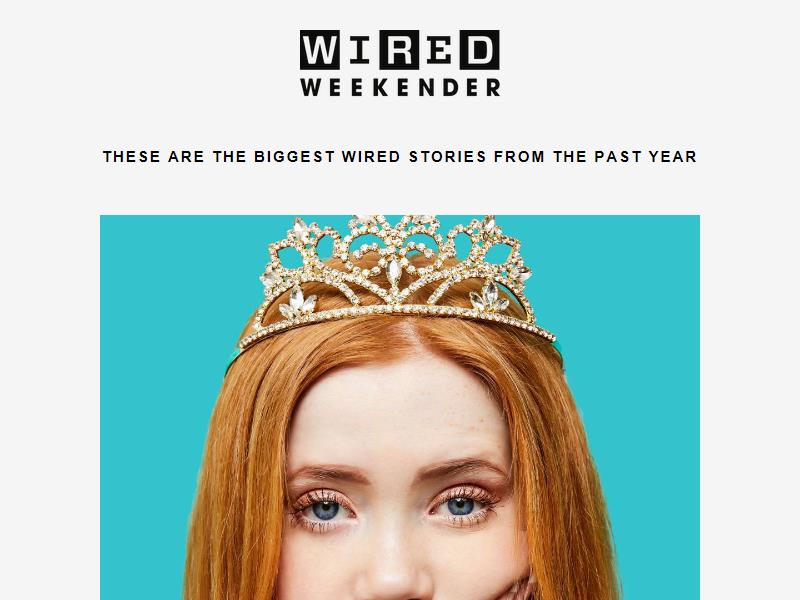 WIRED
WEEKENDER
THESE ARE THE BIGGEST WIRED STORIES FROM THE PAST YEAR